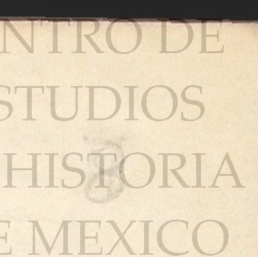 NTRO DE
STUDIOS
HISTORIA
E MEXICO